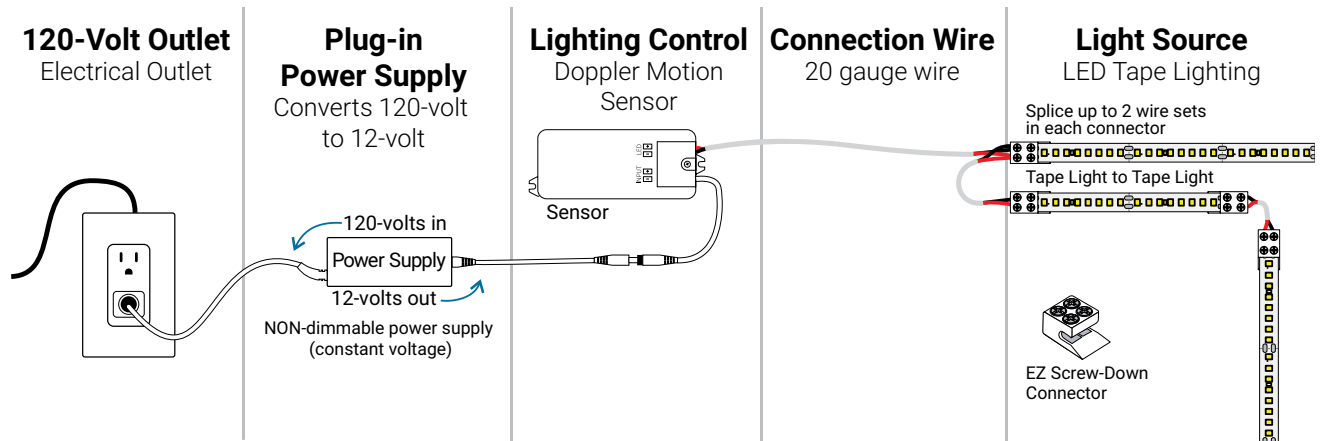 120-Volt Outlet
Electrical Outlet
Plug-in
Power Supply
Converts 120-volt
to 12-volt
Lighting Control
Doppler Motion
Sensor
Connection Wire
20 gauge wire
Light Source
LED Tape Lighting
120-volts in
Power Supply
12-volts out
NON-dimmable power supply
(constant voltage)
LED
INPUT
Sensor
Splice up to 2 wire sets
in each connector
Tape Light to Tape Light
EZ Screw-Down
Connector